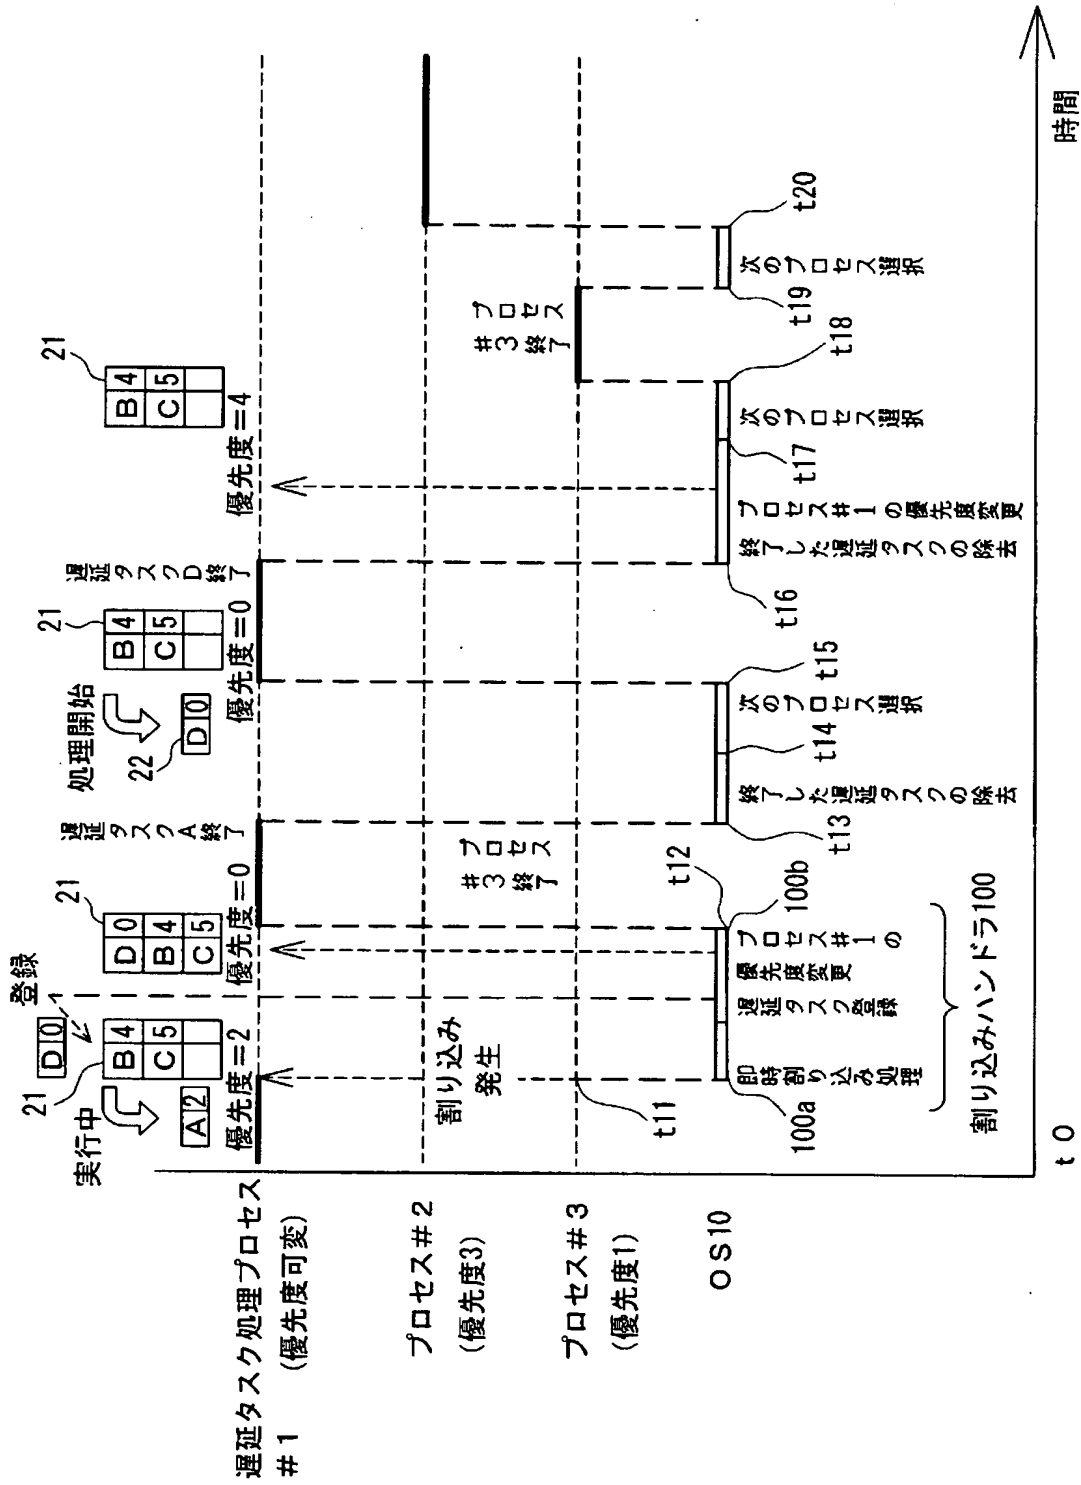 実行中
21
登録
D 0
B 4
C 5
A 2
優先度=2
21
D 0
B 4
C 5
優先度=0
遅延
タスクA
終了
処理開始
22
D 0
21
B 4
C 5
優先度=0
遅延
タスクD
終了
21
B 4
C 5
優先度=4
遅延タスク処理プロセス
#1 (優先度可変)
プロセス#2
(優先度3)
割り込み
発生
プロセス
#3終了
プロセス
#3終了
プロセス#3
(優先度1)
t11
t12
OS10
100a
100b
t13
t14
t15
t16
t17
t18
t19
t20
即時割り込み処理
遅延タスク登録
プロセス#1の
優先度変更
終了した遅延タスクの除去
次のプロセス選択
終了した遅延タスクの除去
プロセス#1の優先度変更
次のプロセス選択
次のプロセス選択
割り込みハンドラ100
t0
時間